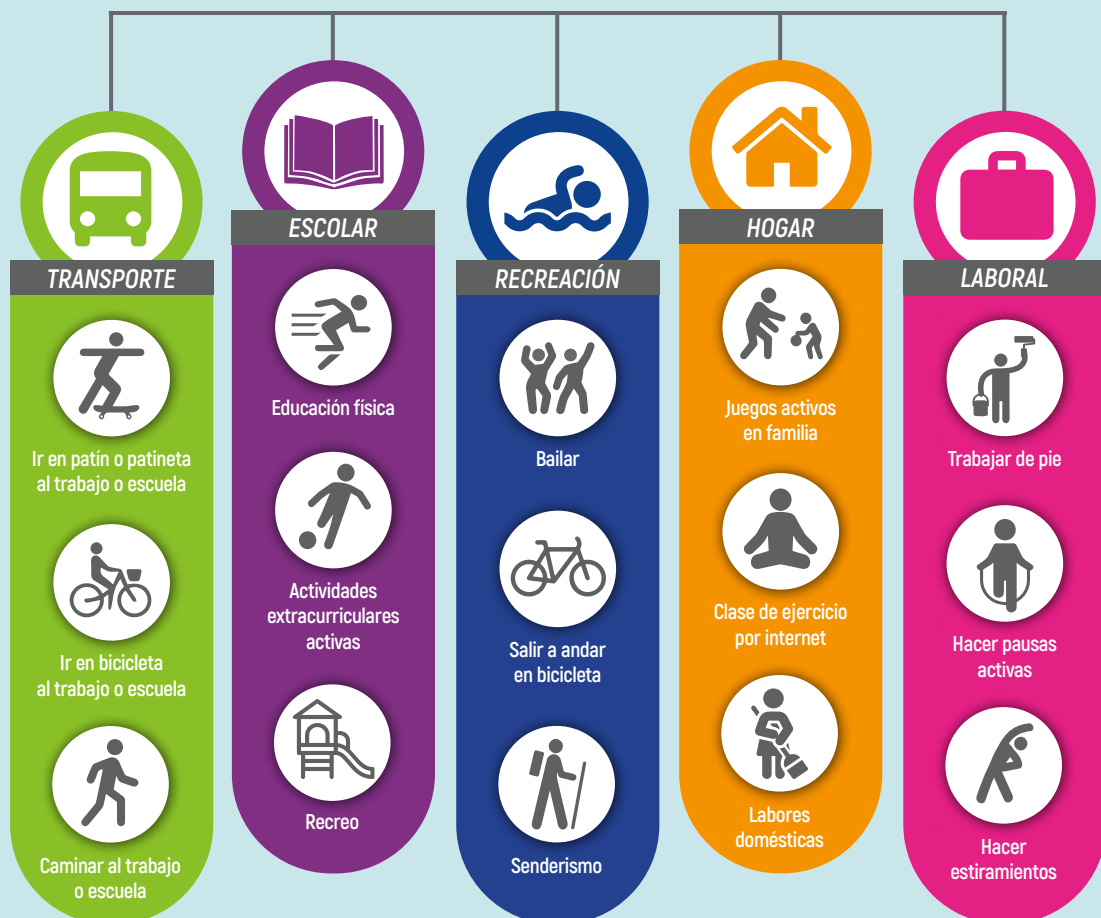 TRANSPORTE
Ir en patín o patineta
al trabajo o escuela
Ir en bicicleta
al trabajo o escuela
Caminar al trabajo
o escuela
ESCOLAR
Educación física
Actividades
extracurriculares
activas
Recreo
RECREACIÓN
Bailar
Salir a andar
en bicicleta
Senderismo
HOGAR
Juegos activos
en familia
Clase de ejercicio
por internet
Labores
domésticas
LABORAL
Trabajar de pie
Hacer pausas
activas
Hacer
estiramientos